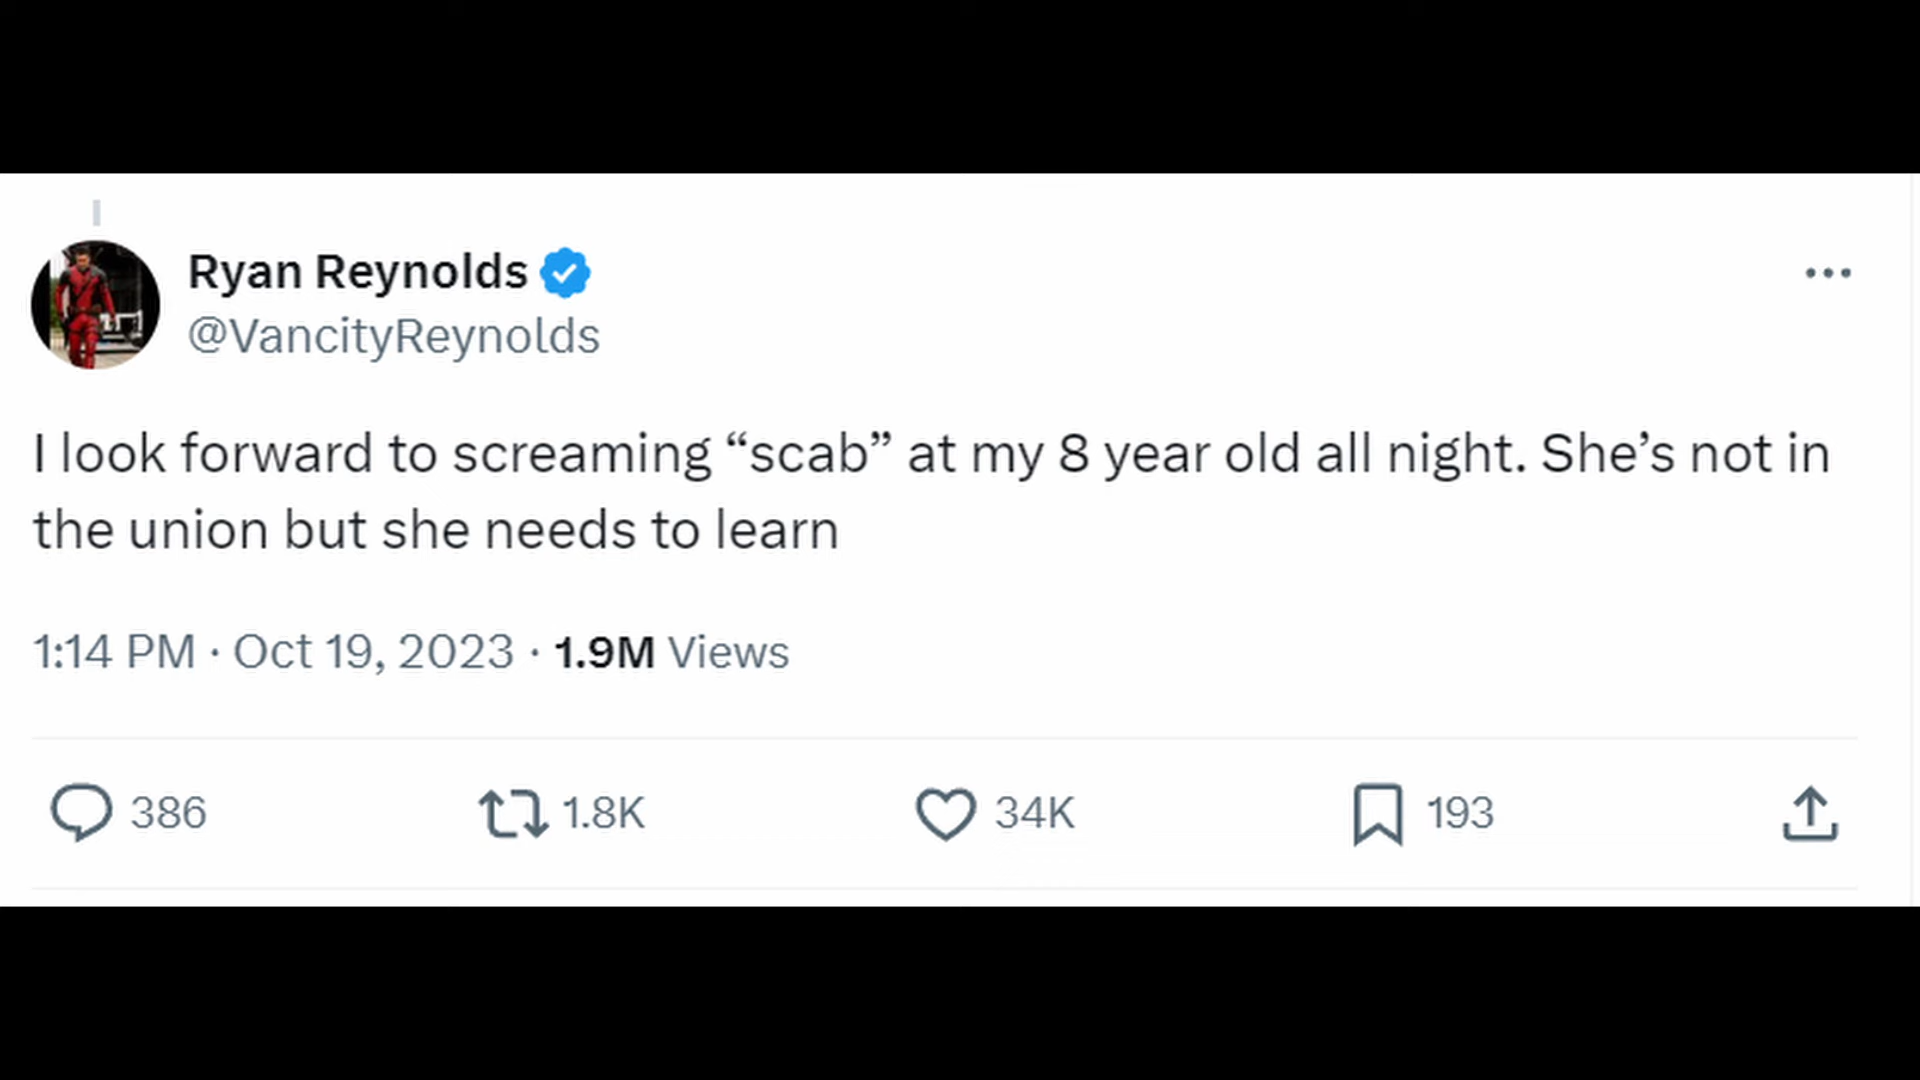 Ryan Reynolds
@VancityReynolds
I look forward to screaming “scab” at my 8 year old all night. She’s not in
the union but she needs to learn
1:14 PM · Oct 19, 2023 · 1.9M Views
386 1.8K 34K 193